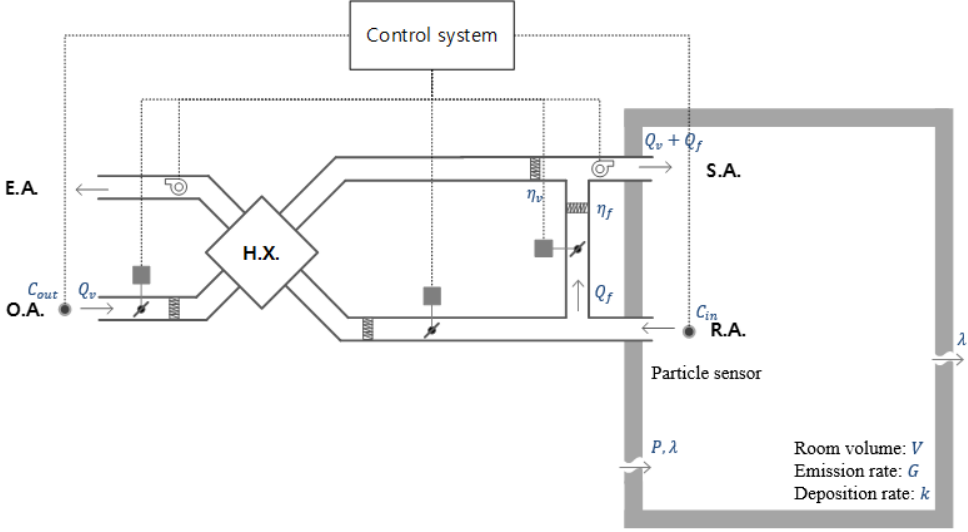 Control system
Q_v + Q_f
S.A.
E.A.
η_v
η_f
H.X.
C_out
Q_v
Q_f
C_in
O.A.
R.A.
λ
Particle sensor
P, λ
Room volume: V
Emission rate: G
Deposition rate: k